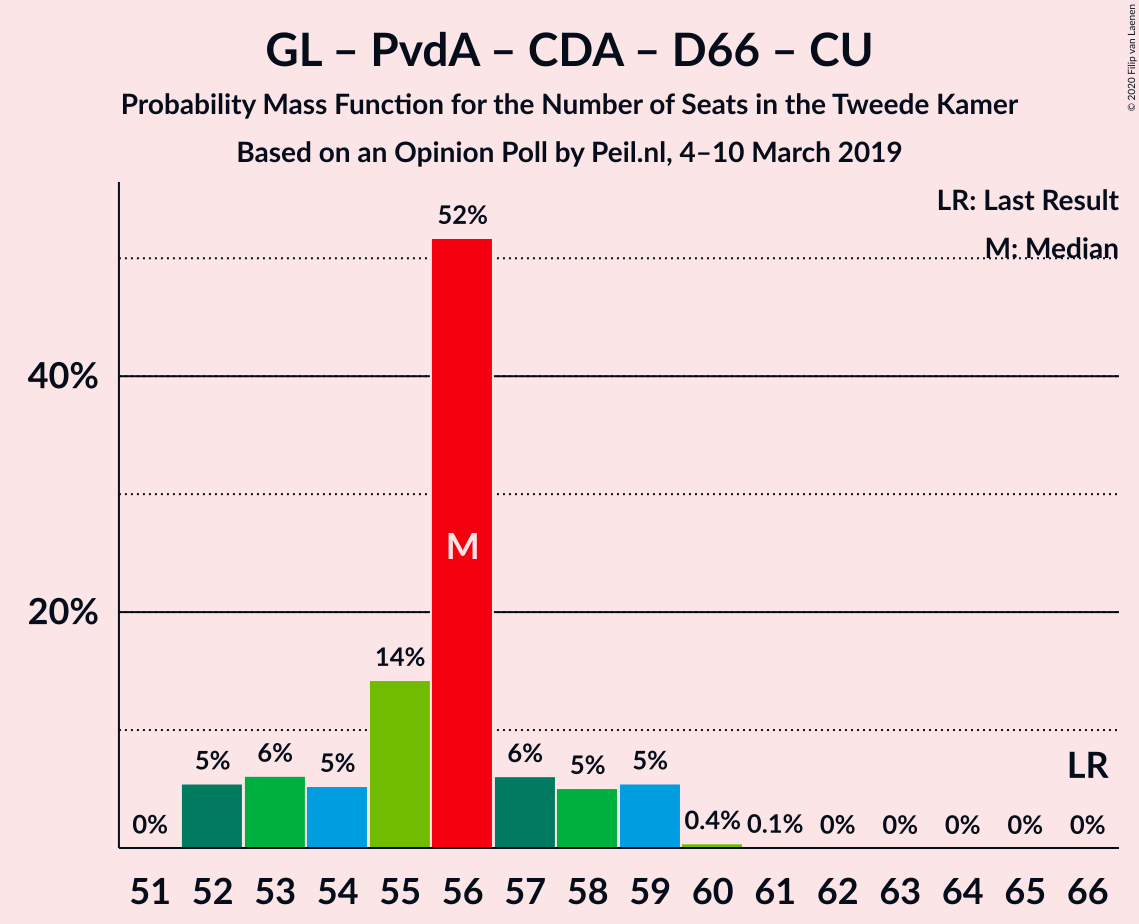 GL – PvdA – CDA – D66 – CU
Probability Mass Function for the Number of Seats in the Tweede Kamer
Based on an Opinion Poll by Peil.nl, 4–10 March 2019
© 2020 Filip van Laenen
LR: Last Result
M: Median
52%
40%
M
20%
14%
5% 6% 5% 6% 5% 5% LR
0% 0.4% 0.1% 0% 0% 0% 0% 0%
51 52 53 54 55 56 57 58 59 60 61 62 63 64 65 66